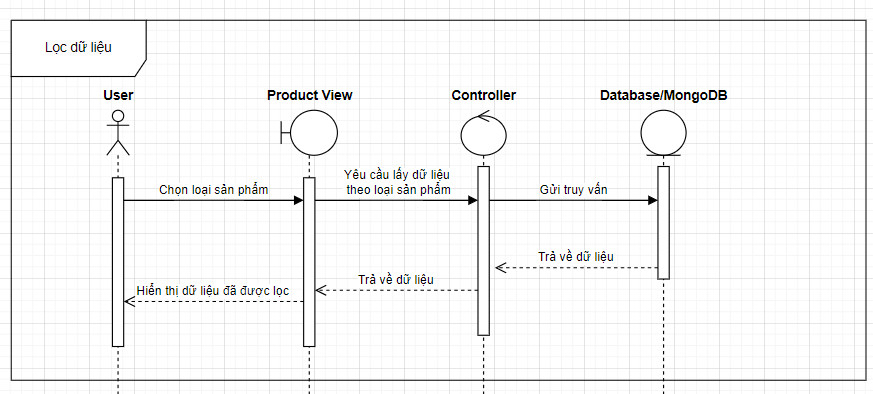 Lọc dữ liệu
User
Product View
Controller
Database/MongoDB
Chọn loại sản phẩm
Yêu cầu lấy dữ liệu
theo loại sản phẩm
Gửi truy vấn
Trả về dữ liệu
Trả về dữ liệu
Hiển thị dữ liệu đã được lọc